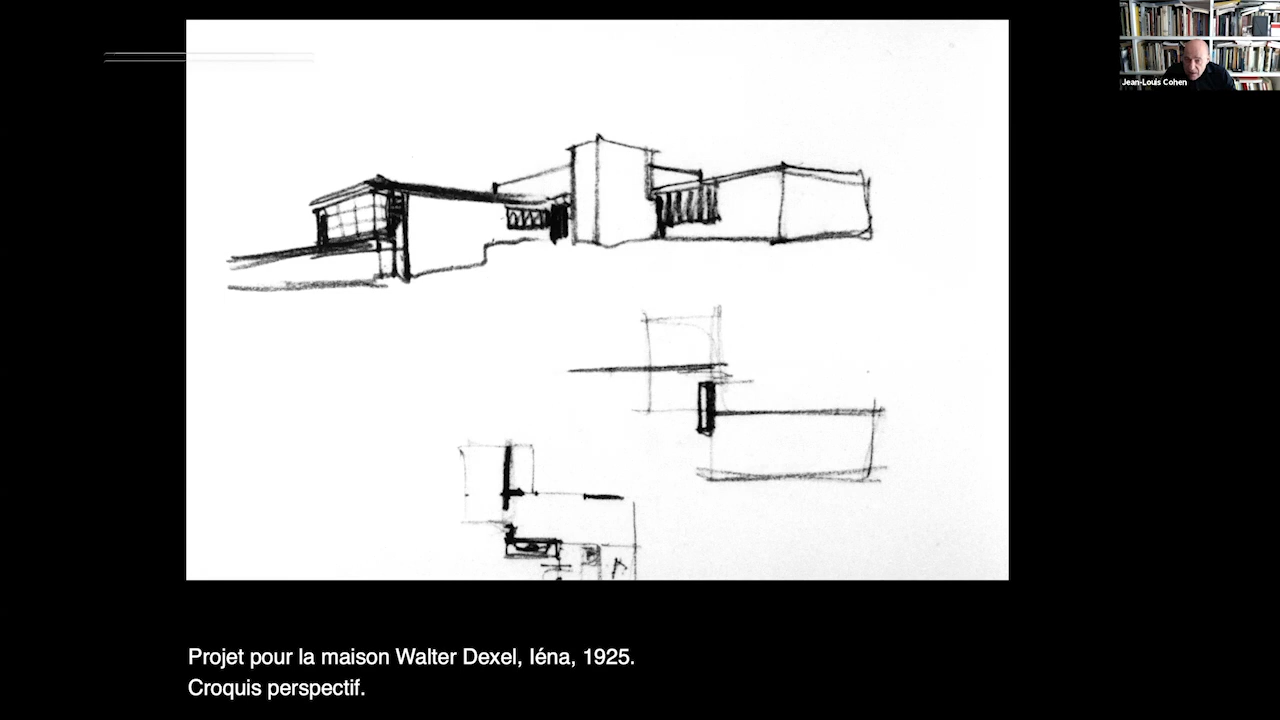 Jean-Louis Cohen
Projet pour la maison Walter Dexel, Iéna, 1925.
Croquis perspectif.